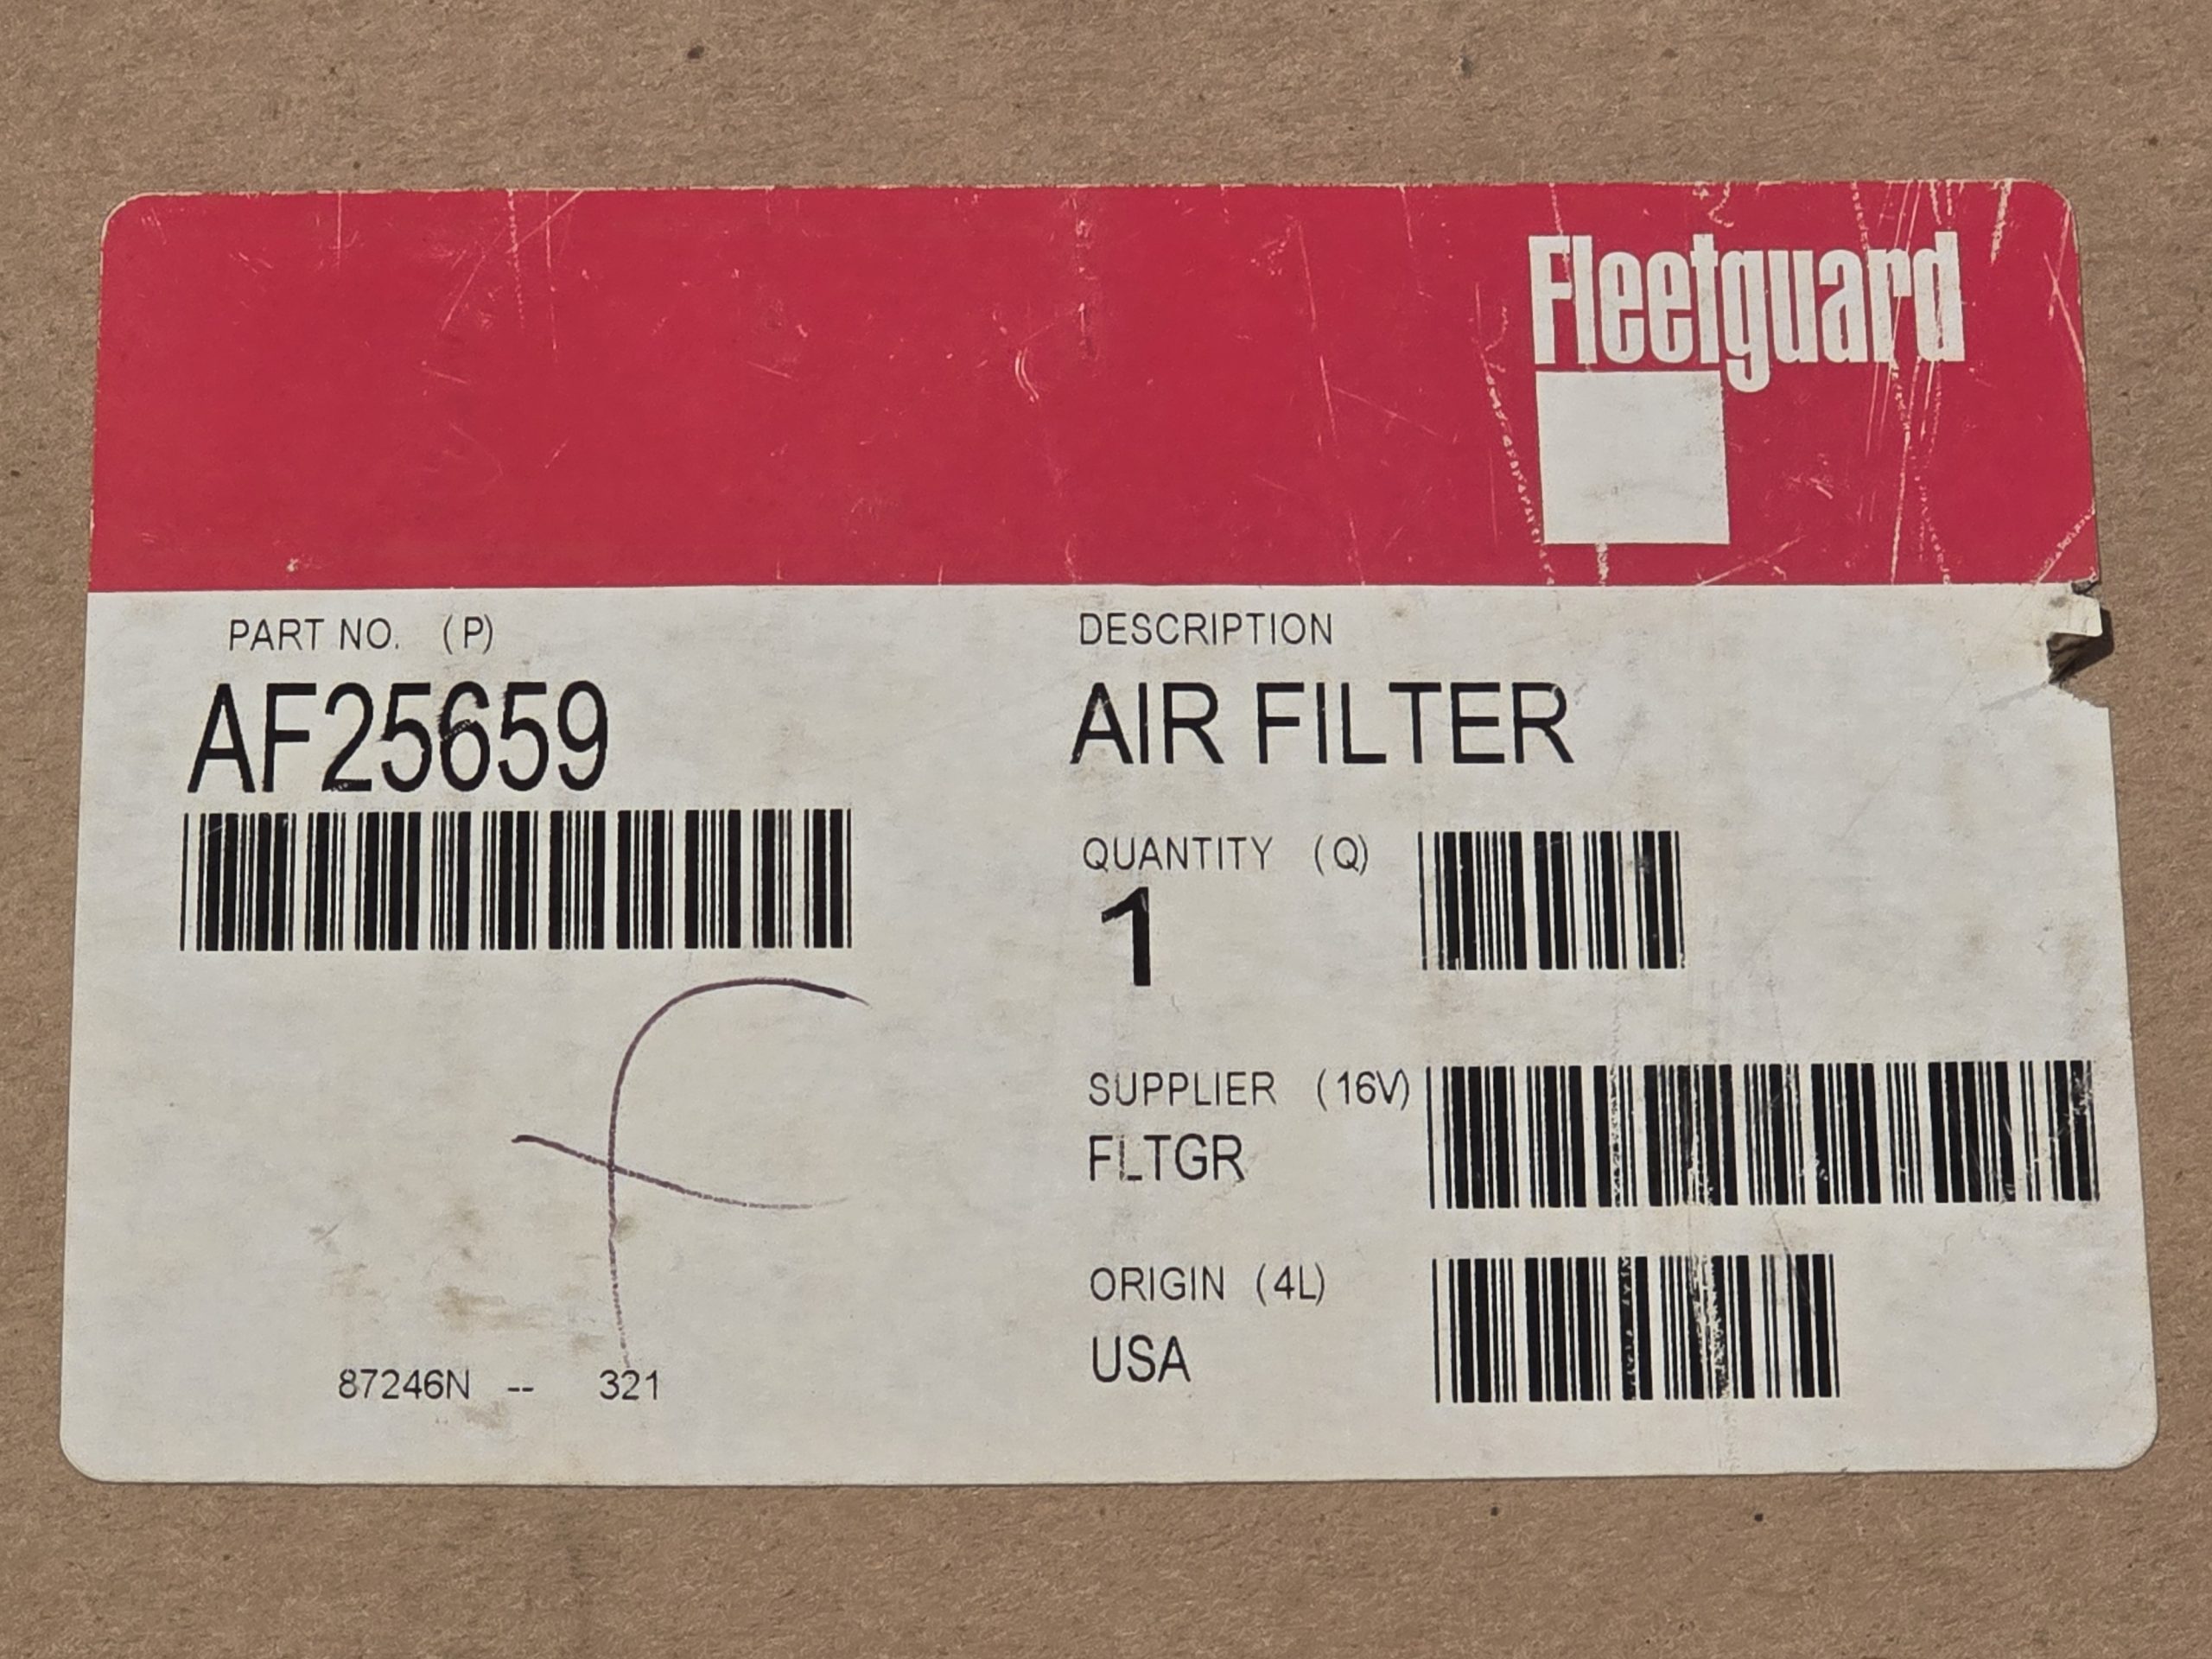 Fleetguard
PART NO. (P)
AF25659
DESCRIPTION
AIR FILTER
QUANTITY (Q)
1
SUPPLIER (16V)
FLTGR
ORIGIN (4L)
USA
f
87246N -- 321